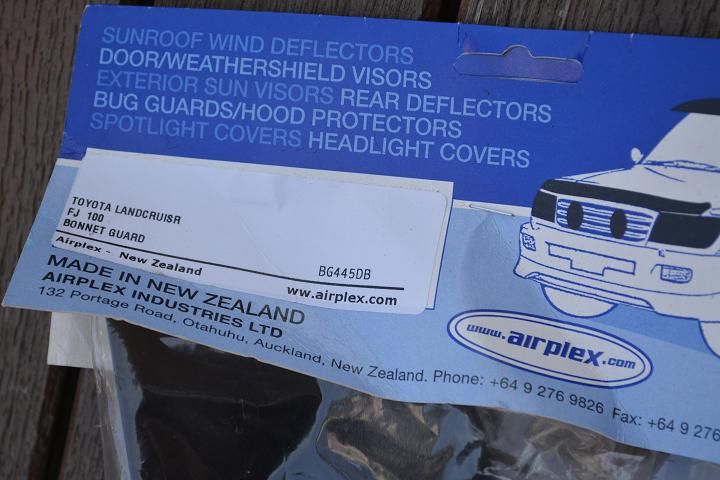 SUNROOF WIND DEFLECTORS
DOOR/WEATHERSHIELD VISORS
EXTERIOR SUN VISORS REAR DEFLECTORS
BUG GUARDS/HOOD PROTECTORS
SPOTLIGHT COVERS HEADLIGHT COVERS
TOYOTA LANDCRUISR
FJ 100
BONNET GUARD
BG445DB
Airplex - New Zealand
ww.airplex.com
MADE IN NEW ZEALAND
AIRPLEX INDUSTRIES LTD
132 Portage Road, Otahuhu, Auckland, New Zealand. Phone: +64 9 276 9826 Fax: +64 9 276
www.airplex.com